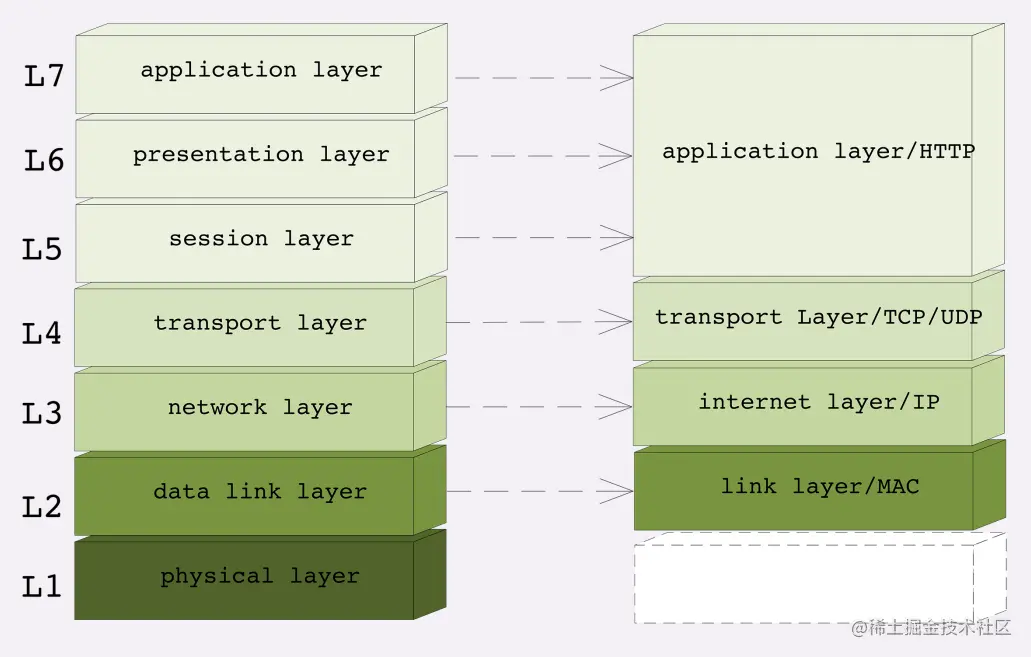 L7 application layer
L6 presentation layer
L5 session layer
L4 transport layer
L3 network layer
L2 data link layer
L1 physical layer
application layer/HTTP
transport Layer/TCP/UDP
internet layer/IP
link layer/MAC
@稀土掘金技术社区